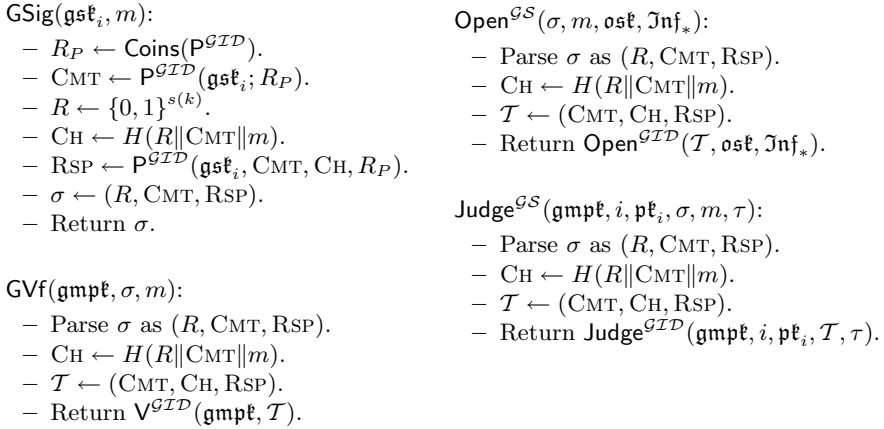 GSig(𝔤𝔰𝔨ᵢ, m):
– R_P ← Coins(P^𝒢ℐ𝒟).
– CMT ← P^𝒢ℐ𝒟(𝔤𝔰𝔨ᵢ; R_P).
– R ← {0, 1}^{s(k)}.
– CH ← H(R‖CMT‖m).
– RSP ← P^𝒢ℐ𝒟(𝔤𝔰𝔨ᵢ, CMT, CH, R_P).
– σ ← (R, CMT, RSP).
– Return σ.
GVf(𝔤𝔪𝔭𝔨, σ, m):
– Parse σ as (R, CMT, RSP).
– CH ← H(R‖CMT‖m).
– 𝒯 ← (CMT, CH, RSP).
– Return V^𝒢ℐ𝒟(𝔤𝔪𝔭𝔨, 𝒯).
Open^𝒢𝒮(σ, m, 𝔬𝔰𝔨, ℑ𝔫𝔣_*):
– Parse σ as (R, CMT, RSP).
– CH ← H(R‖CMT‖m).
– 𝒯 ← (CMT, CH, RSP).
– Return Open^𝒢ℐ𝒟(𝒯, 𝔬𝔰𝔨, ℑ𝔫𝔣_*).
Judge^𝒢𝒮(𝔤𝔪𝔭𝔨, i, 𝔭𝔨ᵢ, σ, m, τ):
– Parse σ as (R, CMT, RSP).
– CH ← H(R‖CMT‖m).
– 𝒯 ← (CMT, CH, RSP).
– Return Judge^𝒢ℐ𝒟(𝔤𝔪𝔭𝔨, i, 𝔭𝔨ᵢ, 𝒯, τ).